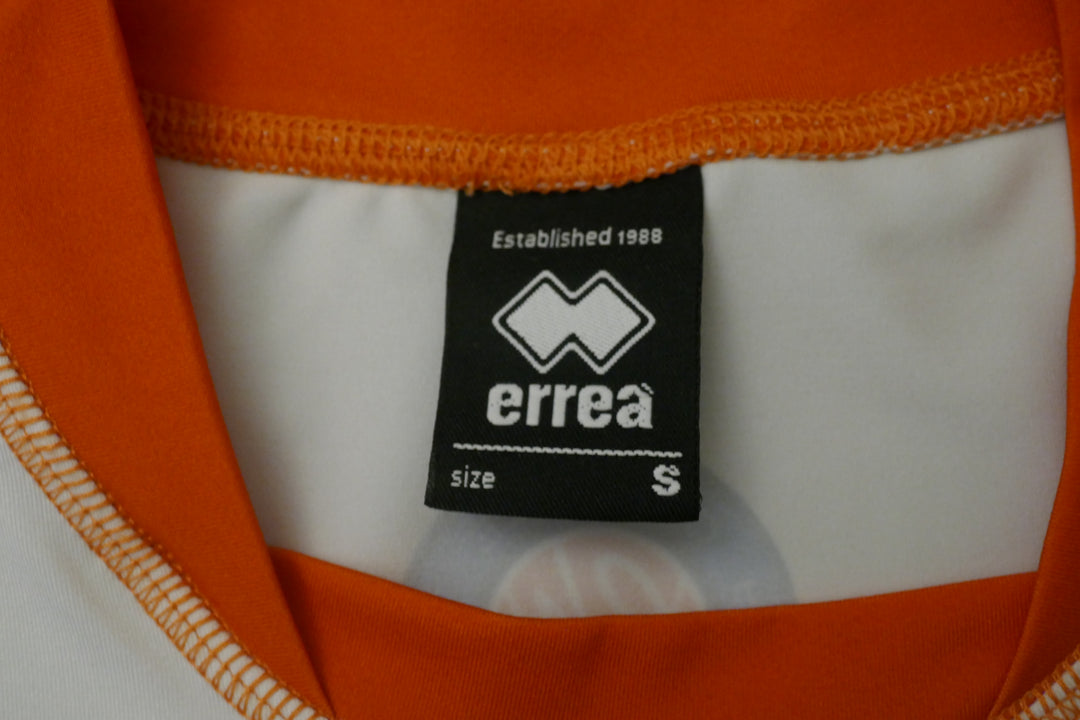 Established 1988
erreà
size S